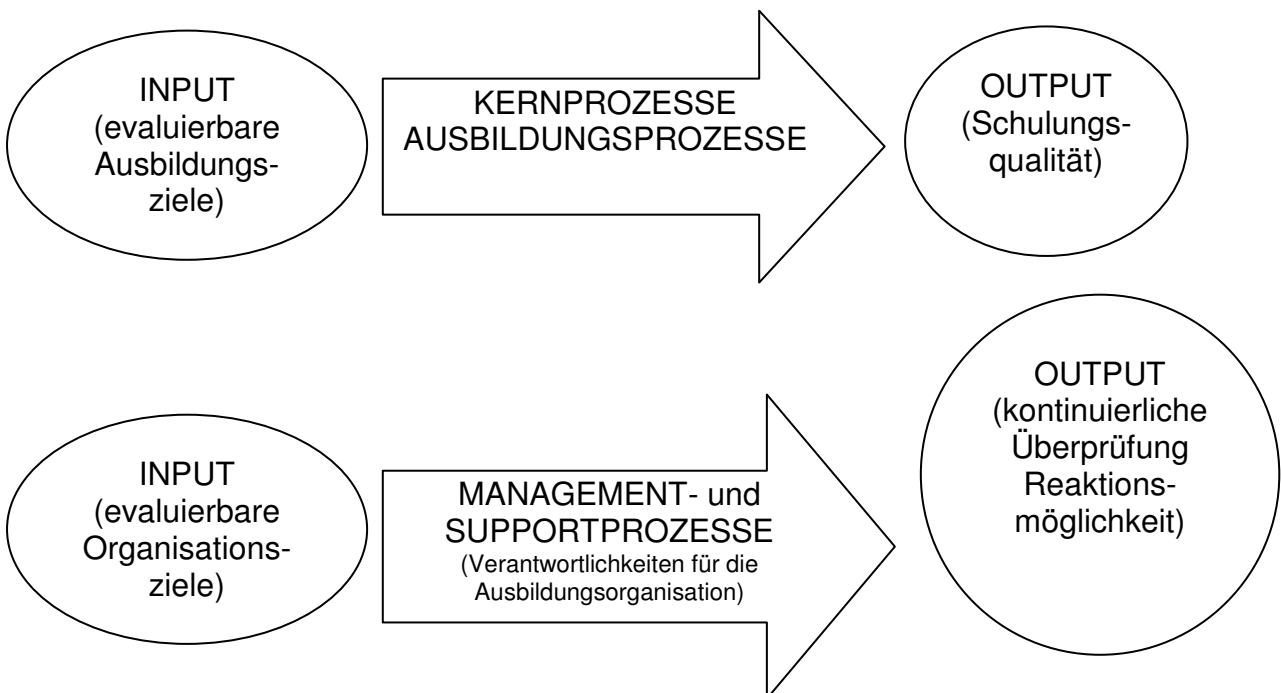 INPUT
(evaluierbare
Ausbildungs-
ziele)
KERNPROZESSE
AUSBILDUNGSPROZESSE
OUTPUT
(Schulungs-
qualität)
INPUT
(evaluierbare
Organisations-
ziele)
MANAGEMENT- und
SUPPORTPROZESSE
(Verantwortlichkeiten für die
Ausbildungsorganisation)
OUTPUT
(kontinuierliche
Überprüfung
Reaktions-
möglichkeit)